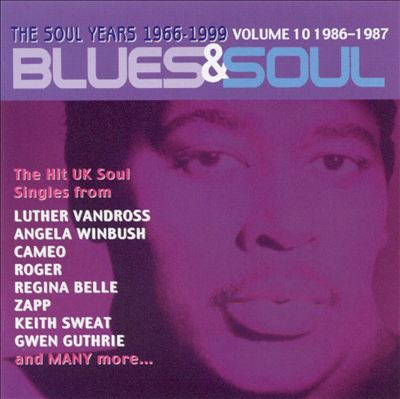 THE SOUL YEARS 1966-1999 VOLUME 10 1986-1987
BLUES&SOUL
The Hit UK Soul
Singles from
LUTHER VANDROSS
ANGELA WINBUSH
CAMEO
ROGER
REGINA BELLE
ZAPP
KEITH SWEAT
GWEN GUTHRIE
and MANY more...